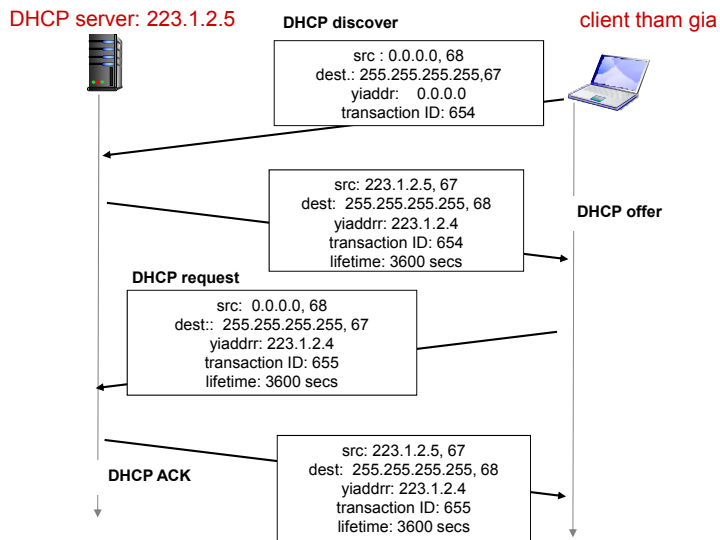 DHCP server: 223.1.2.5
DHCP discover
client tham gia
src : 0.0.0.0, 68
dest.: 255.255.255.255,67
yiaddr: 0.0.0.0
transaction ID: 654
src: 223.1.2.5, 67
dest: 255.255.255.255, 68
yiaddrr: 223.1.2.4
transaction ID: 654
lifetime: 3600 secs
DHCP offer
DHCP request
src: 0.0.0.0, 68
dest:: 255.255.255.255, 67
yiaddrr: 223.1.2.4
transaction ID: 655
lifetime: 3600 secs
DHCP ACK
src: 223.1.2.5, 67
dest: 255.255.255.255, 68
yiaddrr: 223.1.2.4
transaction ID: 655
lifetime: 3600 secs